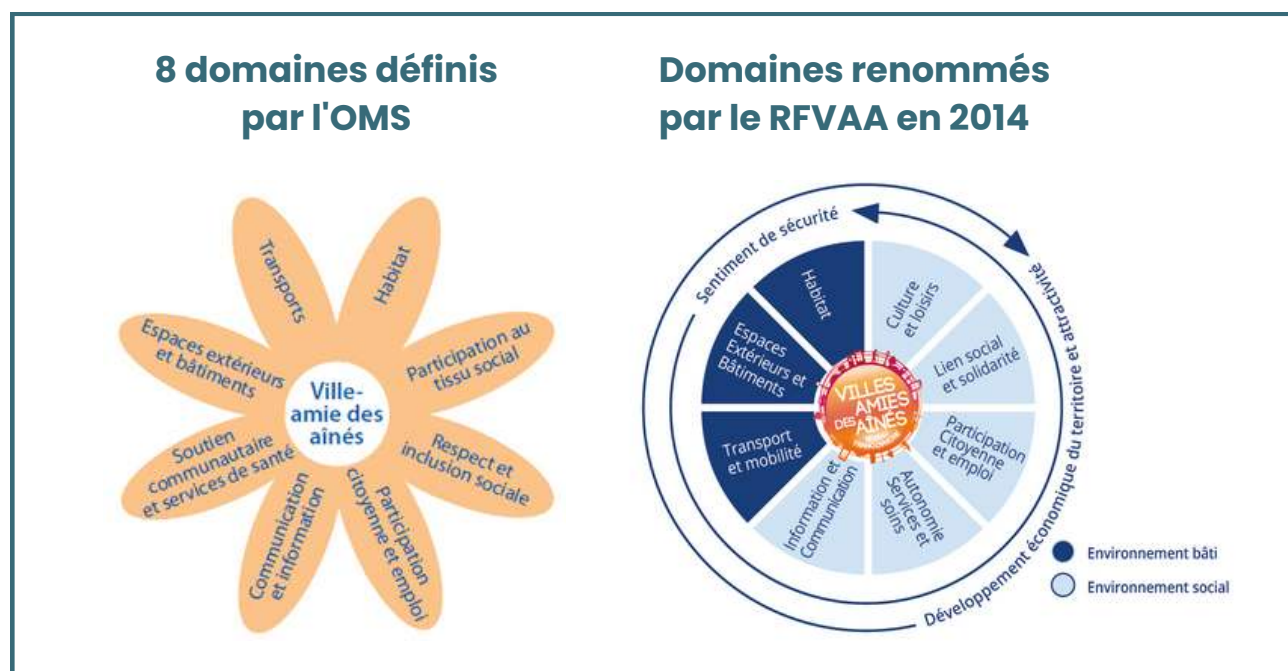 8 domaines définis
par l'OMS
Domaines renommés
par le RFVAA en 2014
Transports
Habitat
Espaces extérieurs
et bâtiments
Participation au
tissu social
Ville-
amie des
aînés
Soutien
communautaire
et services de santé
Respect et
inclusion sociale
Communication
et information
Participation
citoyenne et emploi
Sentiment de sécurité
Développement économique du territoire et attractivité
Habitat
Culture
et loisirs
Espaces
Extérieurs et
Bâtiments
Lien social
et solidarité
VILLES
AMIES
DES AÎNÉS
Transport
et mobilité
Participation
Citoyenne
et emploi
Information et
Communication
Autonomie
Services et
soins
Environnement bâti
Environnement social